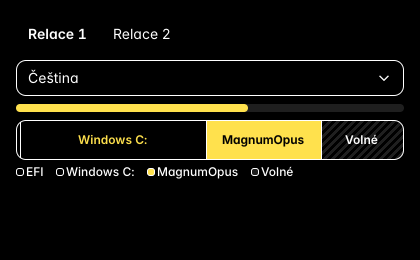 Relace 1 Relace 2
Čeština
Windows C: MagnumOpus Volné
EFI Windows C: MagnumOpus Volné